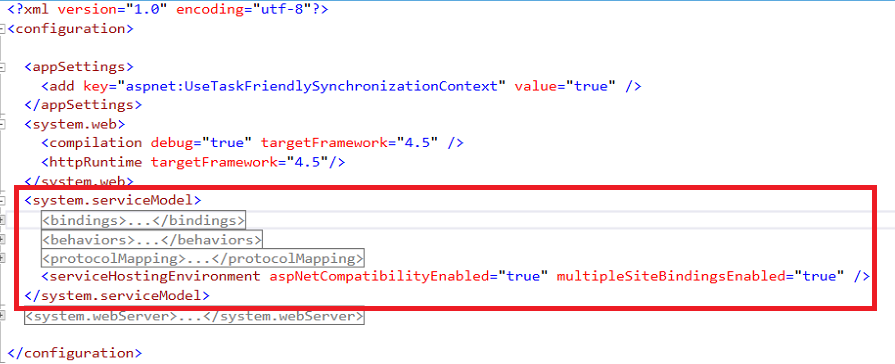 <?xml version="1.0" encoding="utf-8"?>
<configuration>
<appSettings>
<add key="aspnet:UseTaskFriendlySynchronizationContext" value="true" />
</appSettings>
<system.web>
<compilation debug="true" targetFramework="4.5" />
<httpRuntime targetFramework="4.5"/>
</system.web>
<system.serviceModel>
<bindings>...</bindings>
<behaviors>...</behaviors>
<protocolMapping>...</protocolMapping>
<serviceHostingEnvironment aspNetCompatibilityEnabled="true" multipleSiteBindingsEnabled="true" />
</system.serviceModel>
<system.webServer>...</system.webServer>
</configuration>